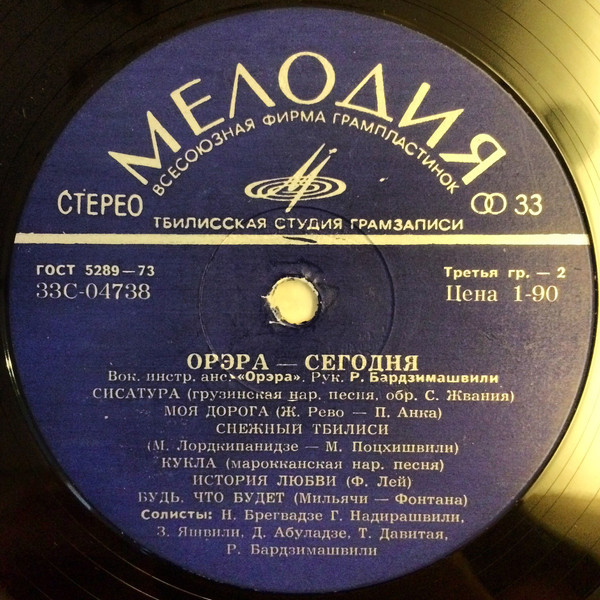 МЕЛОДИЯ
ВСЕСОЮЗНАЯ ФИРМА ГРАМПЛАСТИНОК
СТЕРЕО
33
ТБИЛИССКАЯ СТУДИЯ ГРАМЗАПИСИ
ГОСТ 5289—73
Третья гр. — 2
33С-04738
Цена 1-90
ОРЭРА — СЕГОДНЯ
Вок. инстр. анс. «Орэра». Рук. Р. Бардзимашвили
СИСАТУРА (грузинская нар. песня, обр. С. Жвания)
МОЯ ДОРОГА (Ж. Рево — П. Анка)
СНЕЖНЫЙ ТБИЛИСИ
(М. Лордкипанидзе — М. Поцхишвили)
КУКЛА (марокканская нар. песня)
ИСТОРИЯ ЛЮБВИ (Ф. Лей)
БУДЬ, ЧТО БУДЕТ (Мильячи — Фонтана)
Солисты: Н. Брегвадзе Г. Надирашвили,
З. Яшвили, Д. Абуладзе, Т. Давитая,
Р. Бардзимашвили